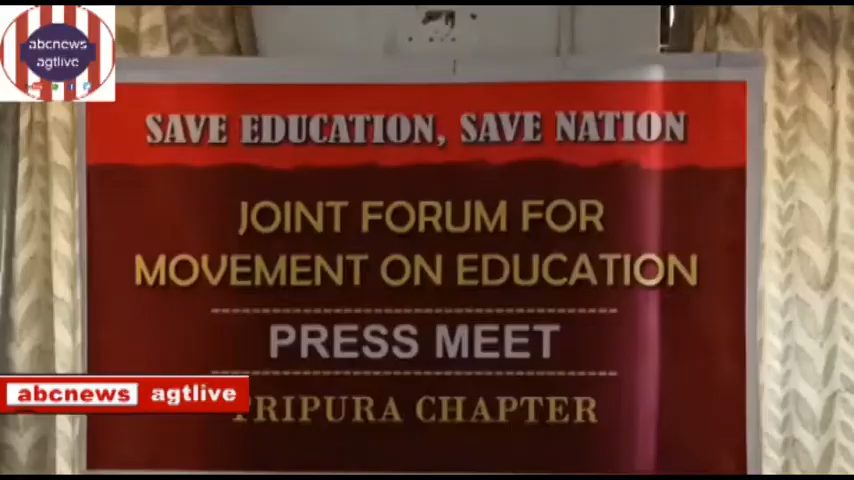 abcnews
agtlive
SAVE EDUCATION, SAVE NATION
JOINT FORUM FOR
MOVEMENT ON EDUCATION
PRESS MEET
abcnews agtlive
TRIPURA CHAPTER